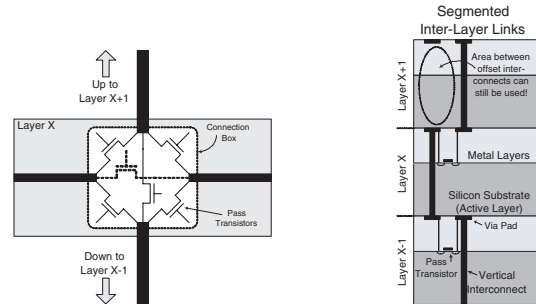 Up to
Layer X+1
Layer X
Connection
Box
Pass
Transistors
Down to
Layer X-1
Segmented
Inter-Layer Links
Layer X+1
Area between
offset inter-
connects can
still be used!
Layer X
Metal Layers
Silicon Substrate
(Active Layer)
Layer X-1
Via Pad
Pass
Transistor
Vertical
Interconnect